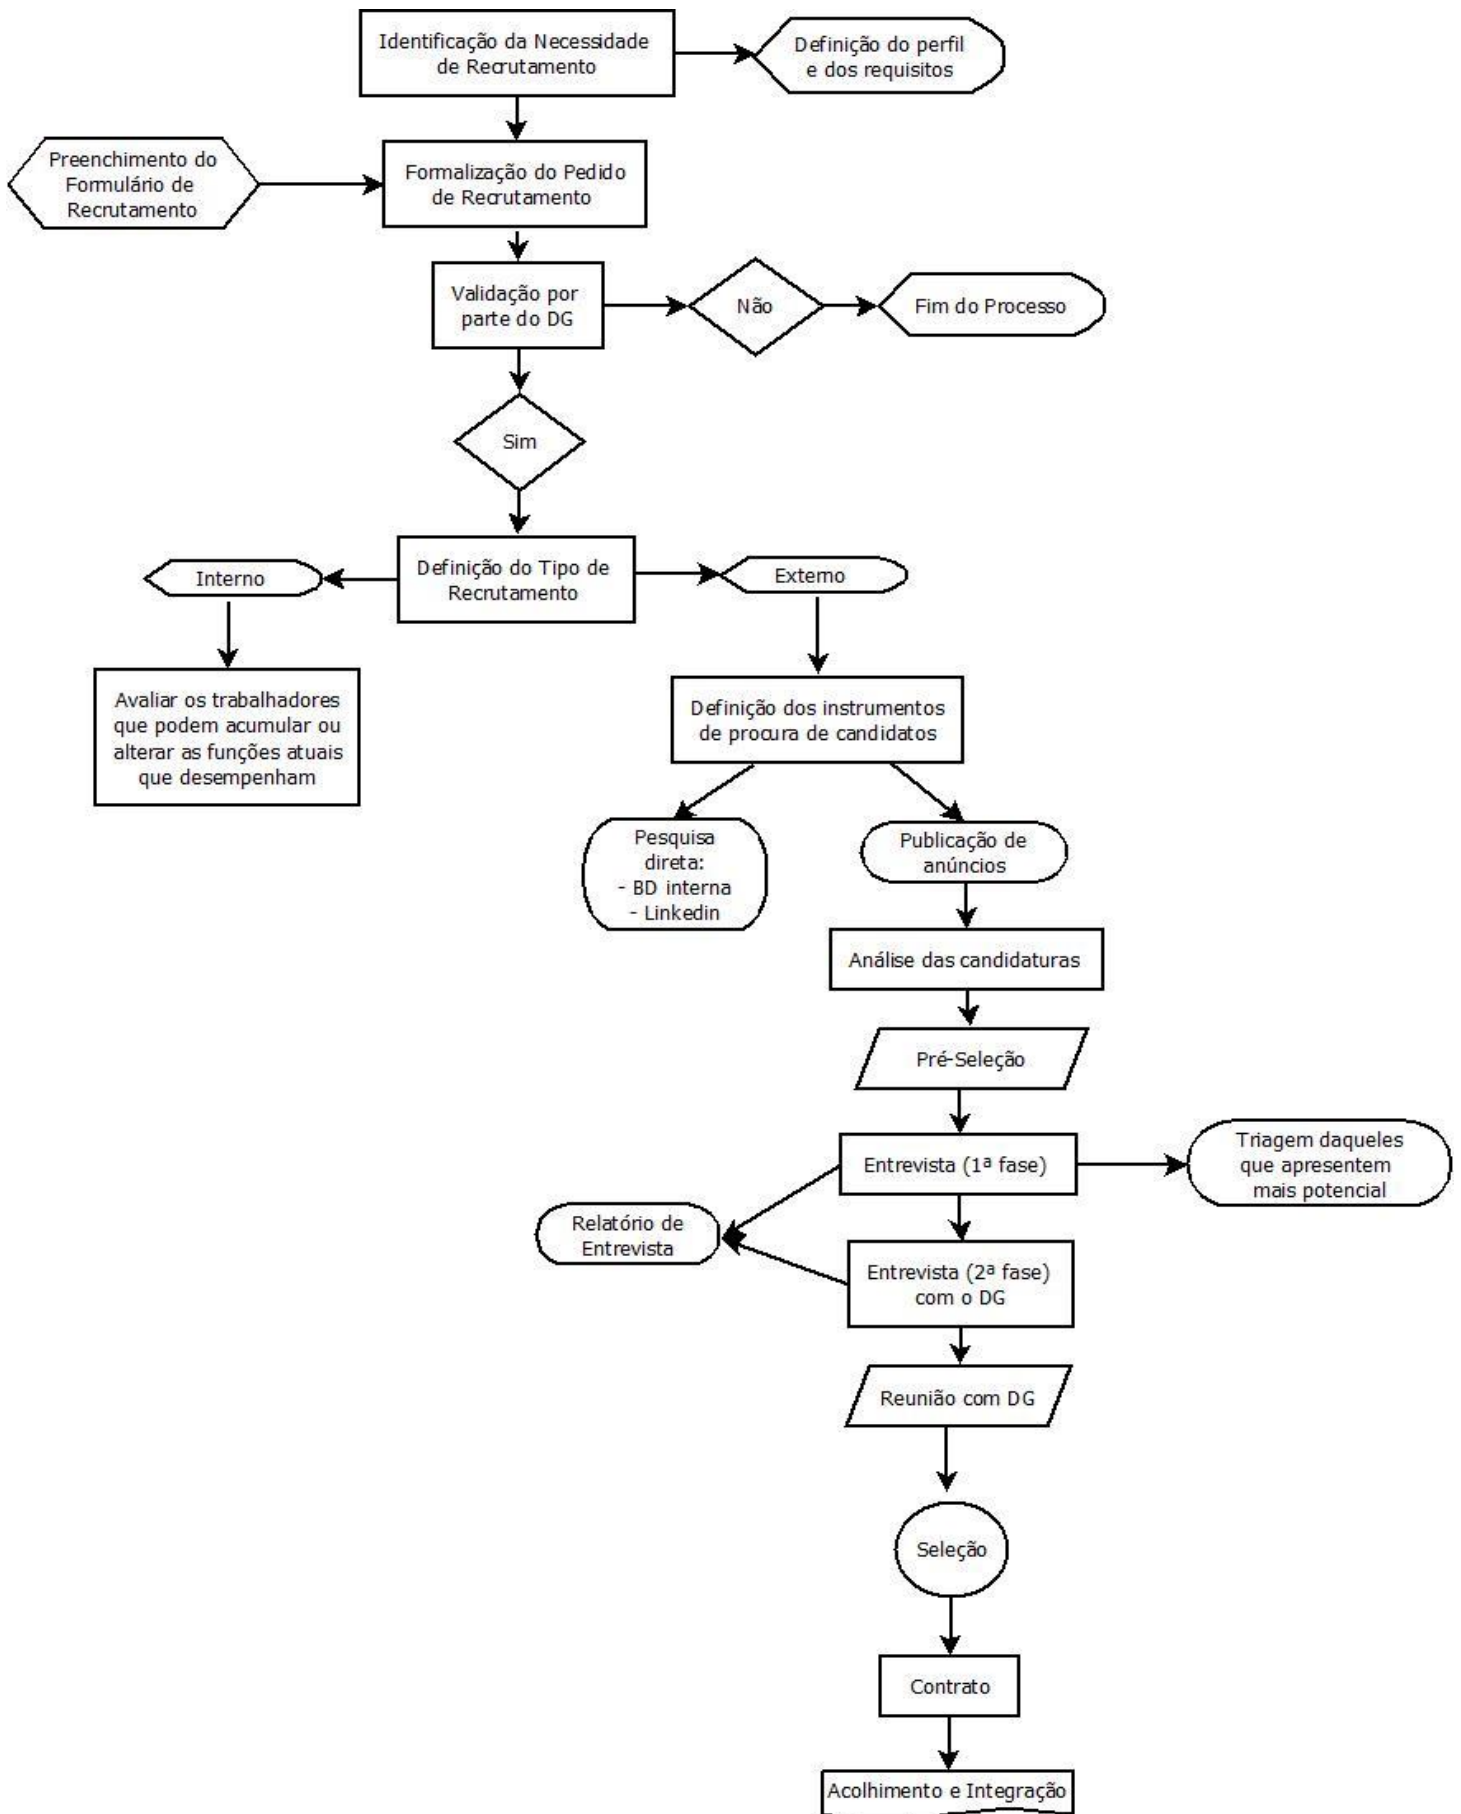 Identificação da Necessidade
de Recrutamento
Definição do perfil
e dos requisitos
Preenchimento do
Formulário de
Recrutamento
Formalização do Pedido
de Recrutamento
Validação por
parte do DG
Não
Fim do Processo
Sim
Interno
Definição do Tipo de
Recrutamento
Externo
Avaliar os trabalhadores
que podem acumular ou
alterar as funções atuais
que desempenham
Definição dos instrumentos
de procura de candidatos
Pesquisa
direta:
- BD interna
- Linkedin
Publicação de
anúncios
Análise das candidaturas
Pré-Seleção
Entrevista (1ª fase)
Triagem daqueles
que apresentem
mais potencial
Relatório de
Entrevista
Entrevista (2ª fase)
com o DG
Reunião com DG
Seleção
Contrato
Acolhimento e Integração